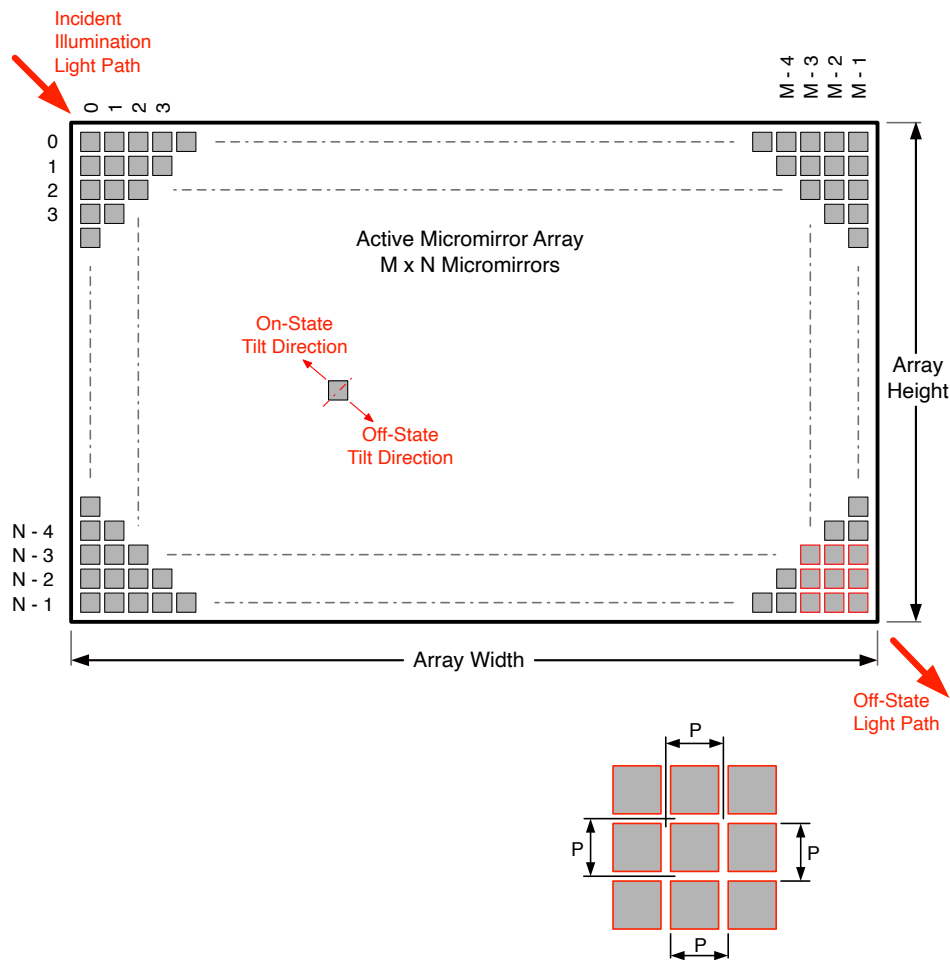 Incident
Illumination
Light Path
0
1
2
3
M - 4
M - 3
M - 2
M - 1
0
1
2
3
Active Micromirror Array
M x N Micromirrors
On-State
Tilt Direction
Off-State
Tilt Direction
Array
Height
N - 4
N - 3
N - 2
N - 1
Array Width
Off-State
Light Path
P
P
P
P